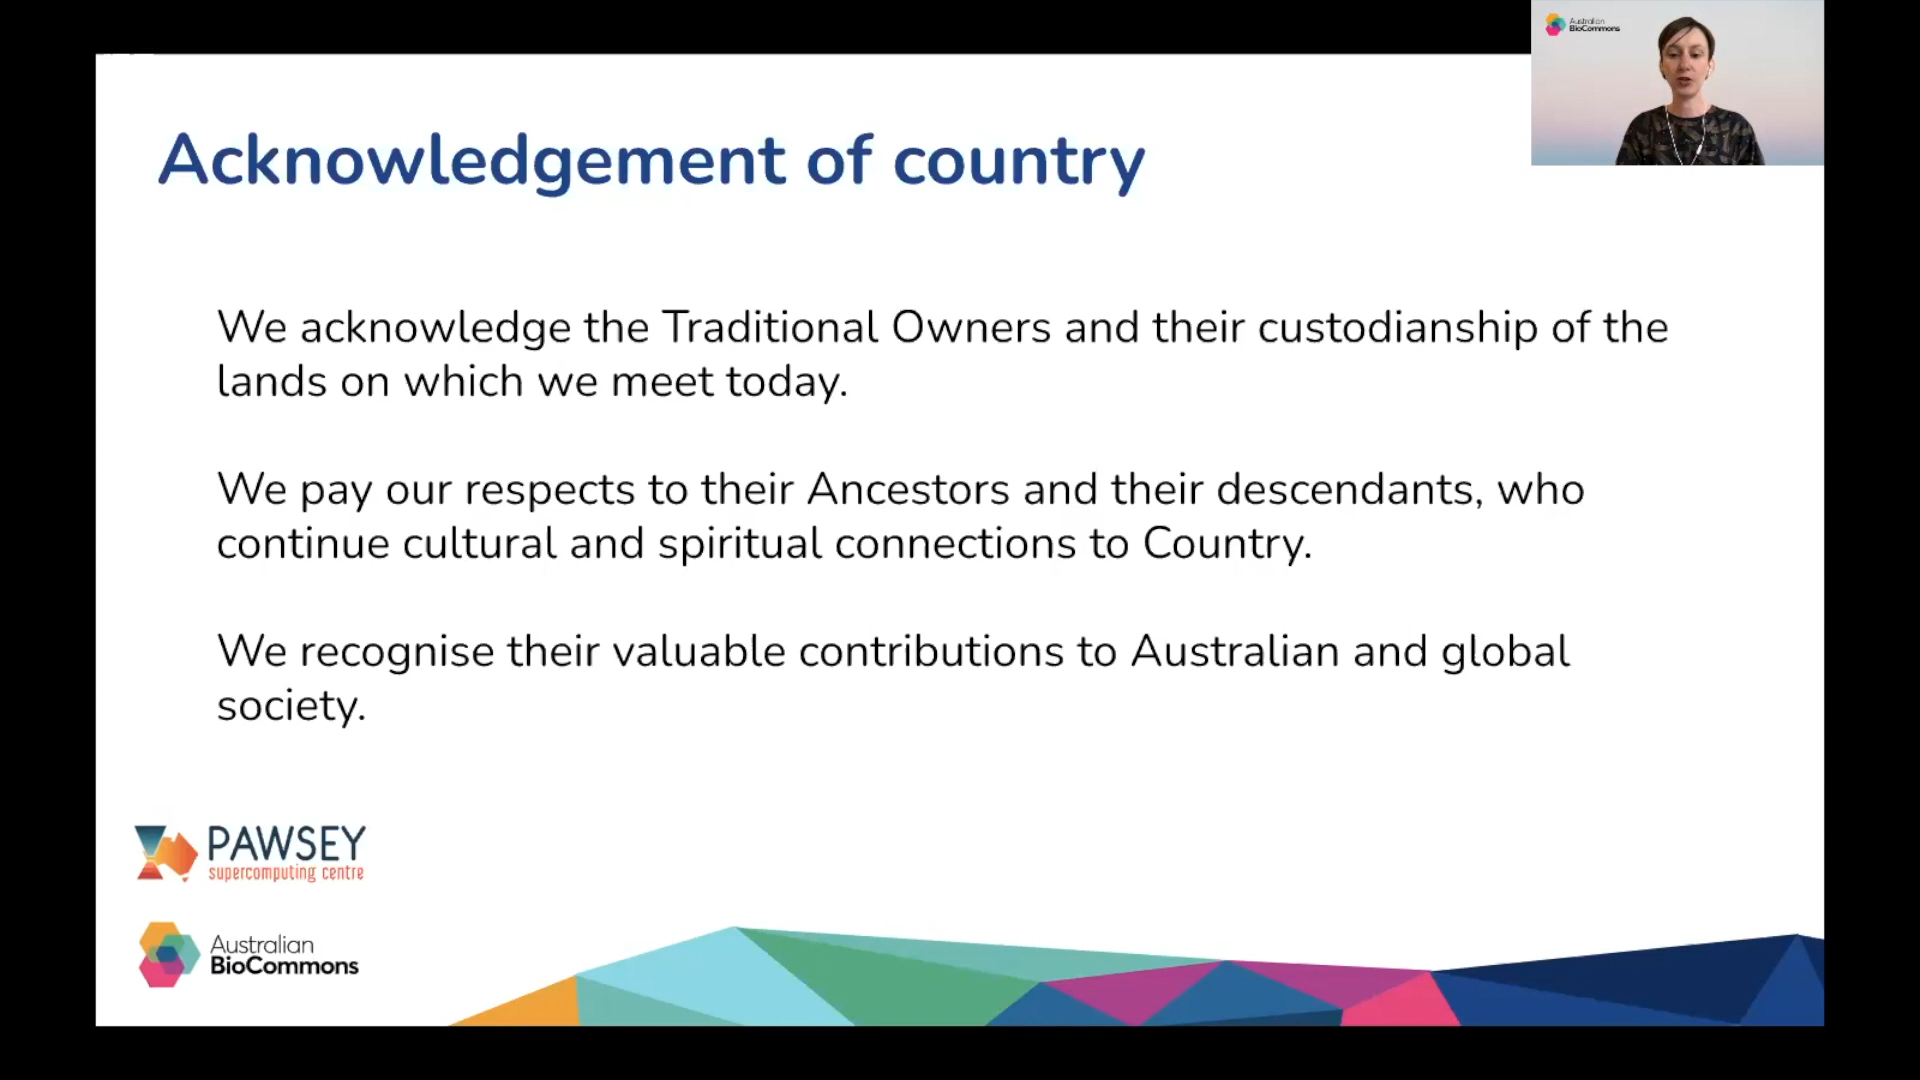 Australian
BioCommons
Acknowledgement of country
We acknowledge the Traditional Owners and their custodianship of the
lands on which we meet today.
We pay our respects to their Ancestors and their descendants, who
continue cultural and spiritual connections to Country.
We recognise their valuable contributions to Australian and global
society.
PAWSEY
supercomputing centre
Australian
BioCommons